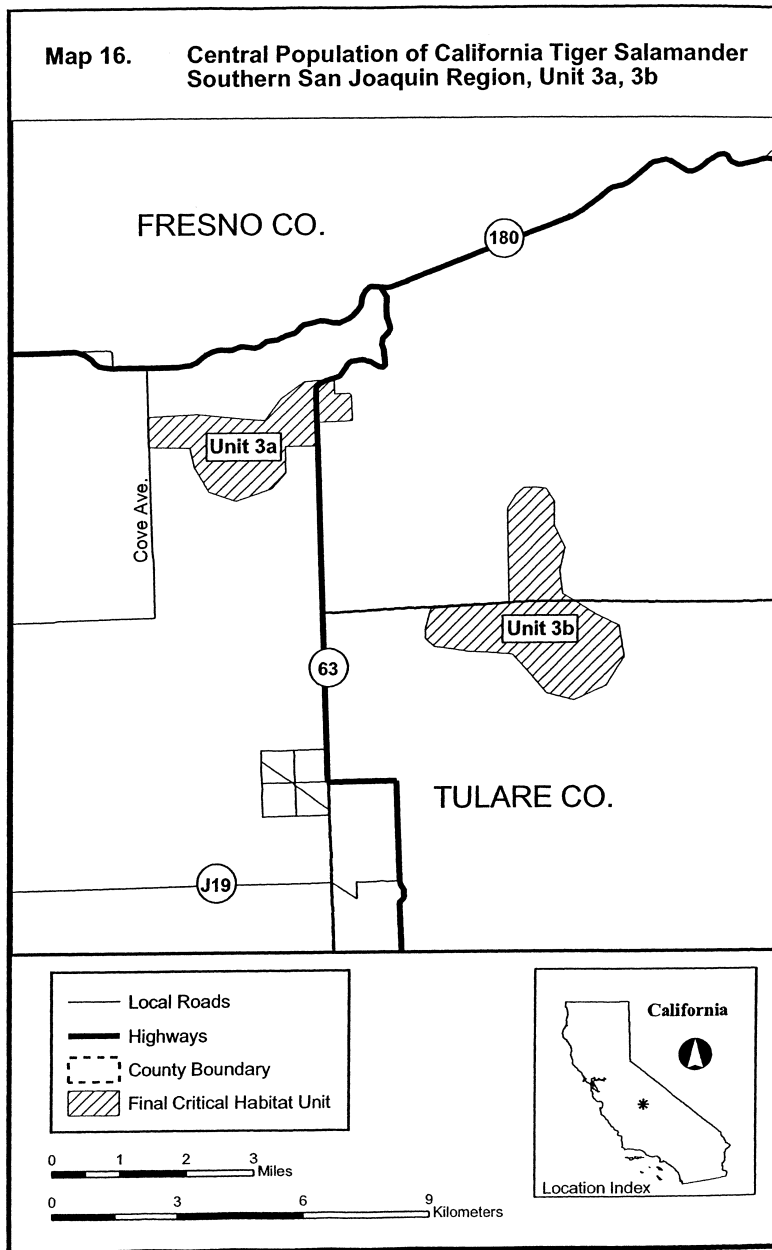 Map 16. Central Population of California Tiger Salamander
Southern San Joaquin Region, Unit 3a, 3b
FRESNO CO.
180
Unit 3a
Cove Ave.
Unit 3b
63
TULARE CO.
J19
Local Roads
Highways
County Boundary
Final Critical Habitat Unit
0 1 2 3 Miles
0 3 6 9 Kilometers
California
Location Index